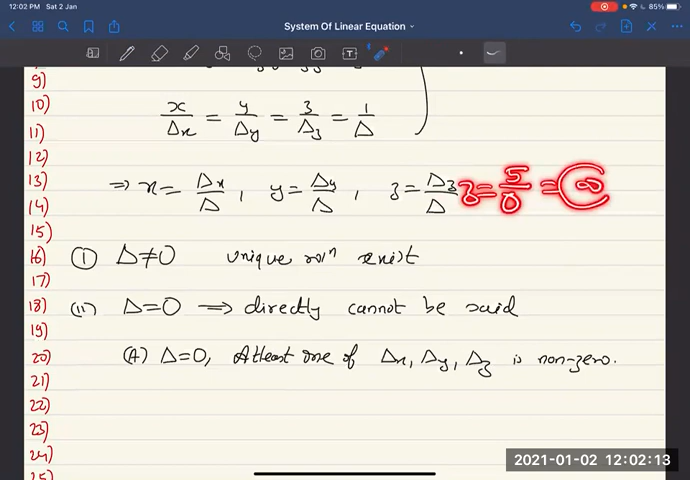 12:02 PM Sat 2 Jan
85%
System Of Linear Equation
9)
10) x/Δx = y/Δy = z/Δz = 1/Δ
11)
12)
13) ⇒ x = Δx/Δ, y = Δy/Δ, z = Δz/Δ z = 5/0 = ∞
14)
15)
16) (I) Δ≠0 unique solⁿ exist
17)
18) (II) Δ=0 ⟹ directly cannot be said
19)
20) (A) Δ=0, Atleast one of Δx, Δy, Δz is non-zero.
21)
22)
23)
24)
25)
2021-01-02 12:02:13